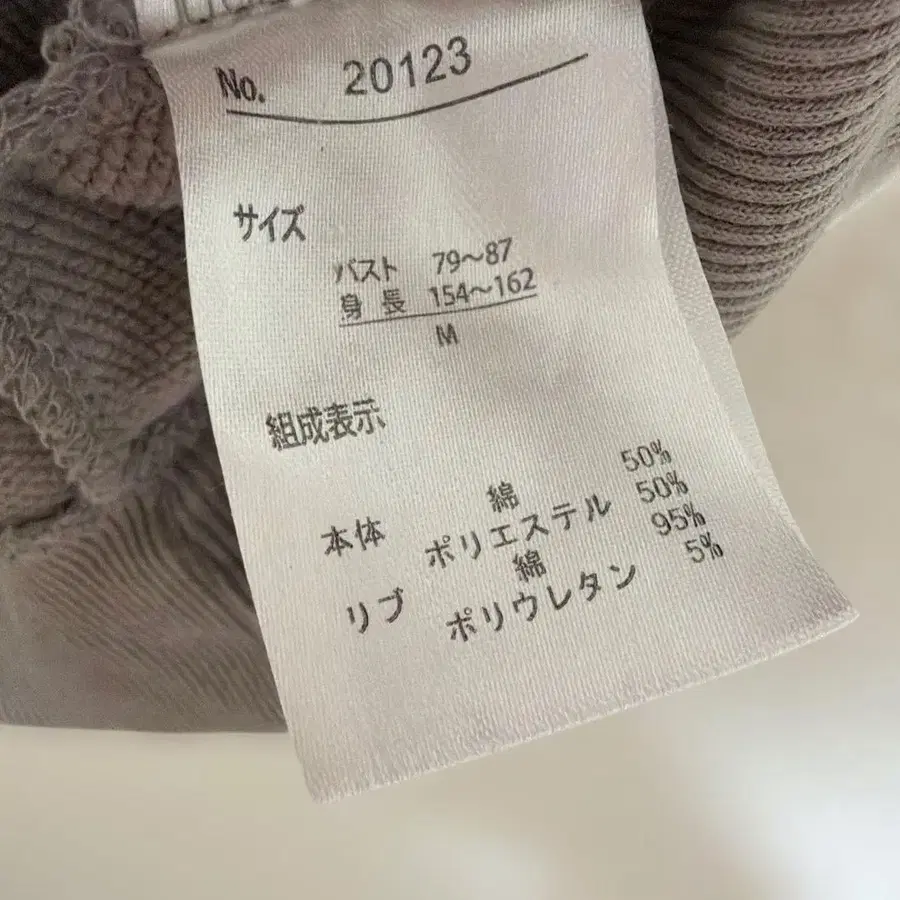 No. 20123
サイズ
バスト 79～87
身長 154～162
M
組成表示
本体 綿 50%
ポリエステル 50%
リブ 綿 95%
ポリウレタン 5%